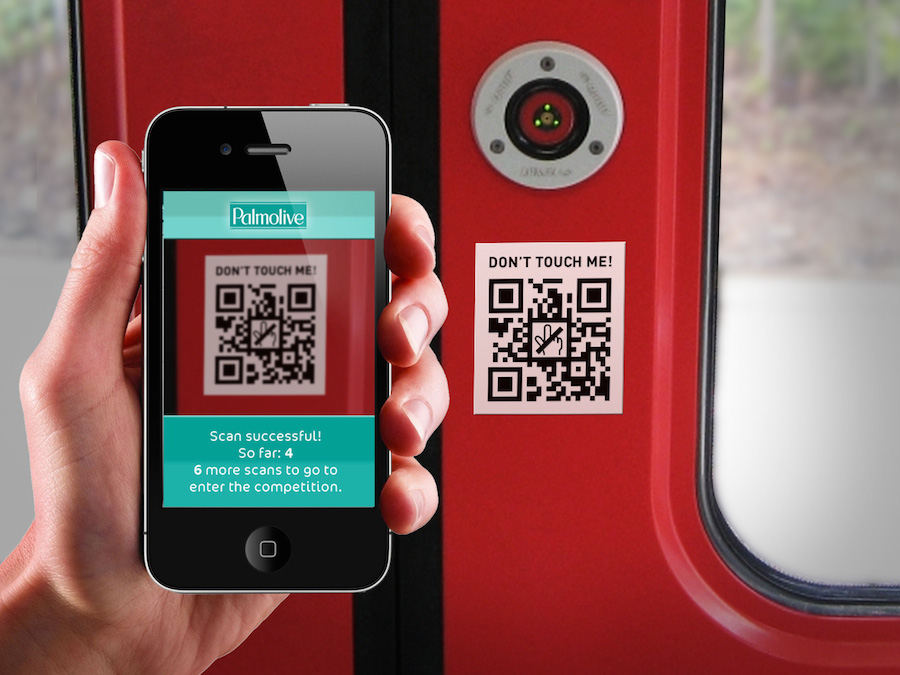 Palmolive
DON'T TOUCH ME!
Scan successful!
So far: 4
6 more scans to go to
enter the competition.
DON'T TOUCH ME!